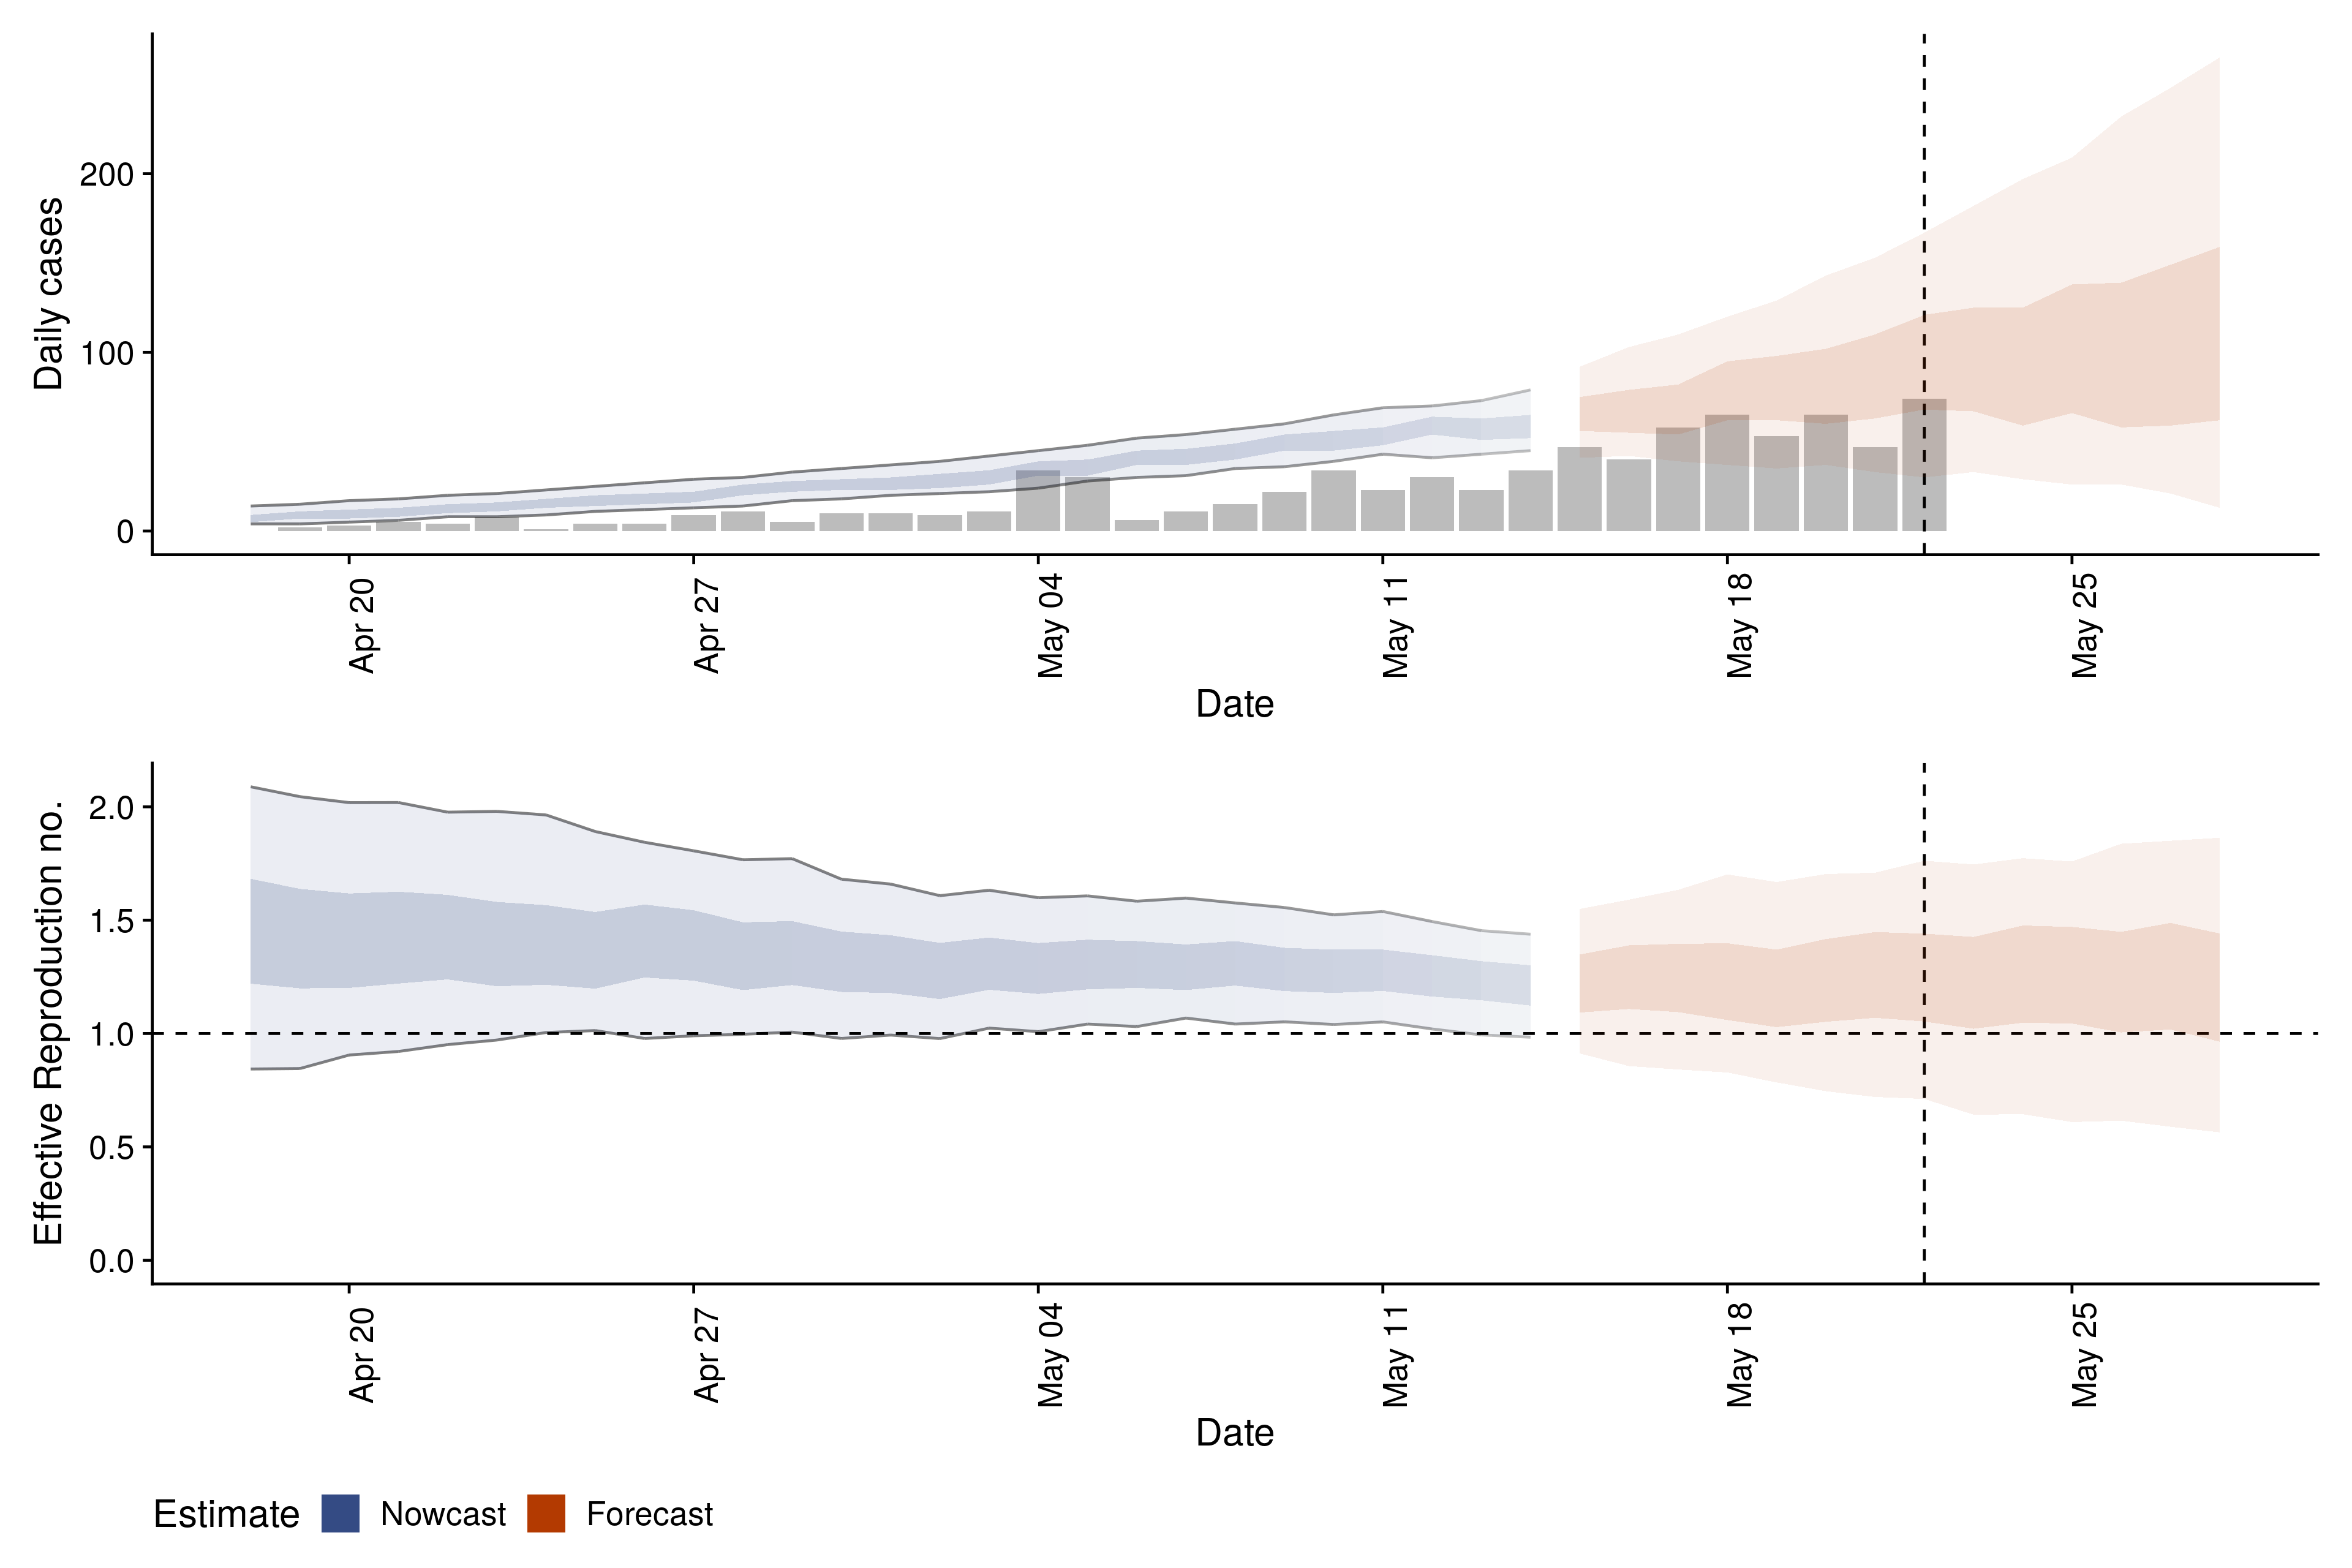 Daily cases
200
100
0
Apr 20
Apr 27
May 04
May 11
May 18
May 25
Date
Effective Reproduction no.
2.0
1.5
1.0
0.5
0.0
Apr 20
Apr 27
May 04
May 11
May 18
May 25
Date
Estimate Nowcast Forecast